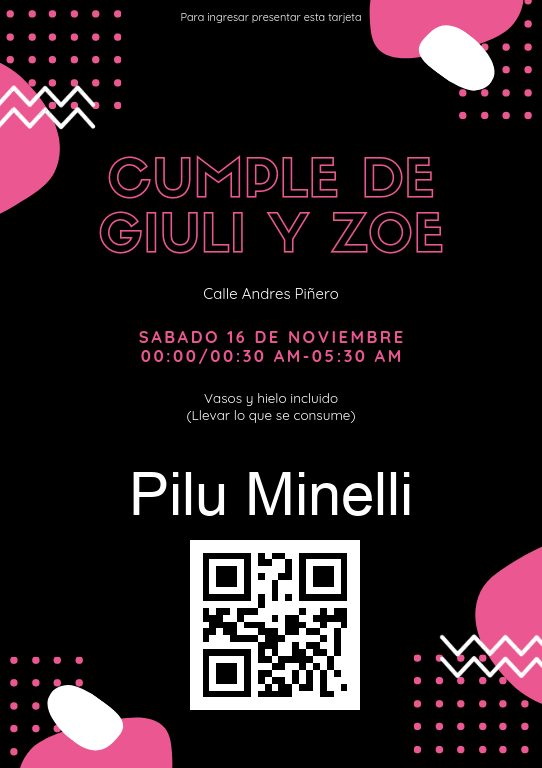 Para ingresar presentar esta tarjeta
CUMPLE DE
GIULI Y ZOE
Calle Andres Piñero
SABADO 16 DE NOVIEMBRE
00:00/00:30 AM-05:30 AM
Vasos y hielo incluido
(Llevar lo que se consume)
Pilu Minelli